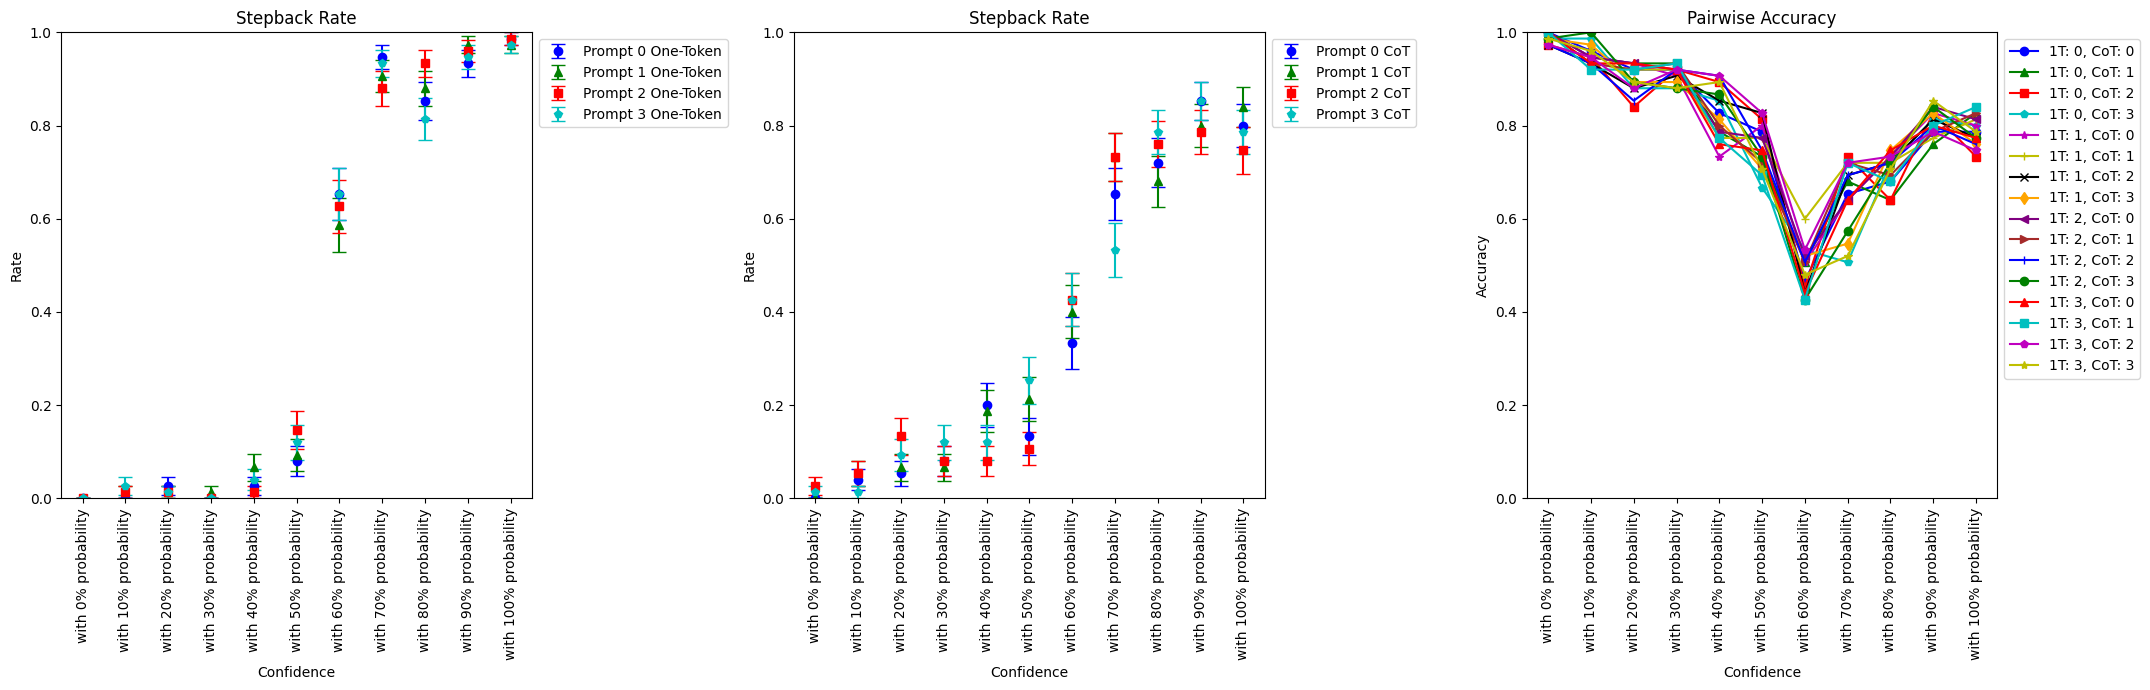 Stepback Rate
1.0
0.8
0.6
0.4
0.2
0.0
Rate
with 0% probability
with 10% probability
with 20% probability
with 30% probability
with 40% probability
with 50% probability
with 60% probability
with 70% probability
with 80% probability
with 90% probability
with 100% probability
Confidence
Prompt 0 One-Token
Prompt 1 One-Token
Prompt 2 One-Token
Prompt 3 One-Token
Stepback Rate
1.0
0.8
0.6
0.4
0.2
0.0
Rate
with 0% probability
with 10% probability
with 20% probability
with 30% probability
with 40% probability
with 50% probability
with 60% probability
with 70% probability
with 80% probability
with 90% probability
with 100% probability
Confidence
Prompt 0 CoT
Prompt 1 CoT
Prompt 2 CoT
Prompt 3 CoT
Pairwise Accuracy
1.0
0.8
0.6
0.4
0.2
0.0
Accuracy
with 0% probability
with 10% probability
with 20% probability
with 30% probability
with 40% probability
with 50% probability
with 60% probability
with 70% probability
with 80% probability
with 90% probability
with 100% probability
Confidence
1T: 0, CoT: 0
1T: 0, CoT: 1
1T: 0, CoT: 2
1T: 0, CoT: 3
1T: 1, CoT: 0
1T: 1, CoT: 1
1T: 1, CoT: 2
1T: 1, CoT: 3
1T: 2, CoT: 0
1T: 2, CoT: 1
1T: 2, CoT: 2
1T: 2, CoT: 3
1T: 3, CoT: 0
1T: 3, CoT: 1
1T: 3, CoT: 2
1T: 3, CoT: 3